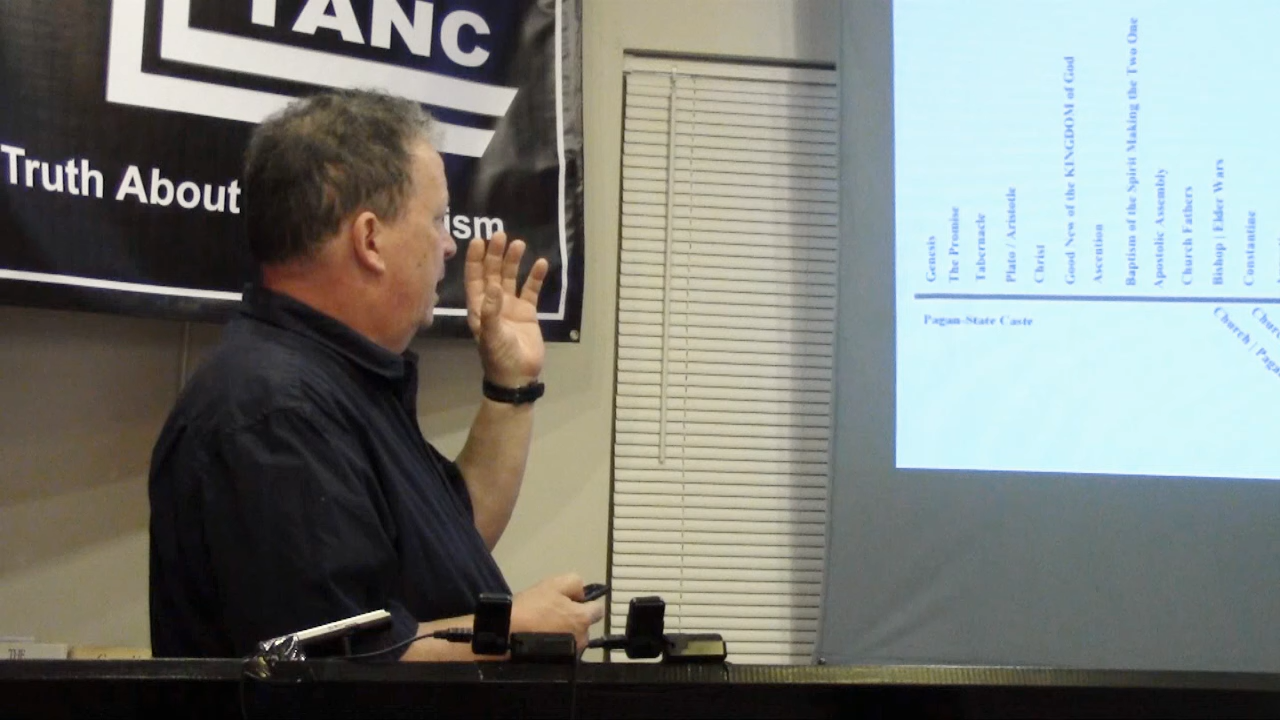 TANC
Truth About
ism
Genesis
The Promise
Tabernacle
Plato / Aristotle
Christ
Good New of the KINGDOM of God
Ascention
Baptism of the Spirit Making the Two One
Apostolic Assembly
Church Fathers
Bishop | Elder Wars
Constantine
Pagan-State Caste
Church | Paga
Chur
THE